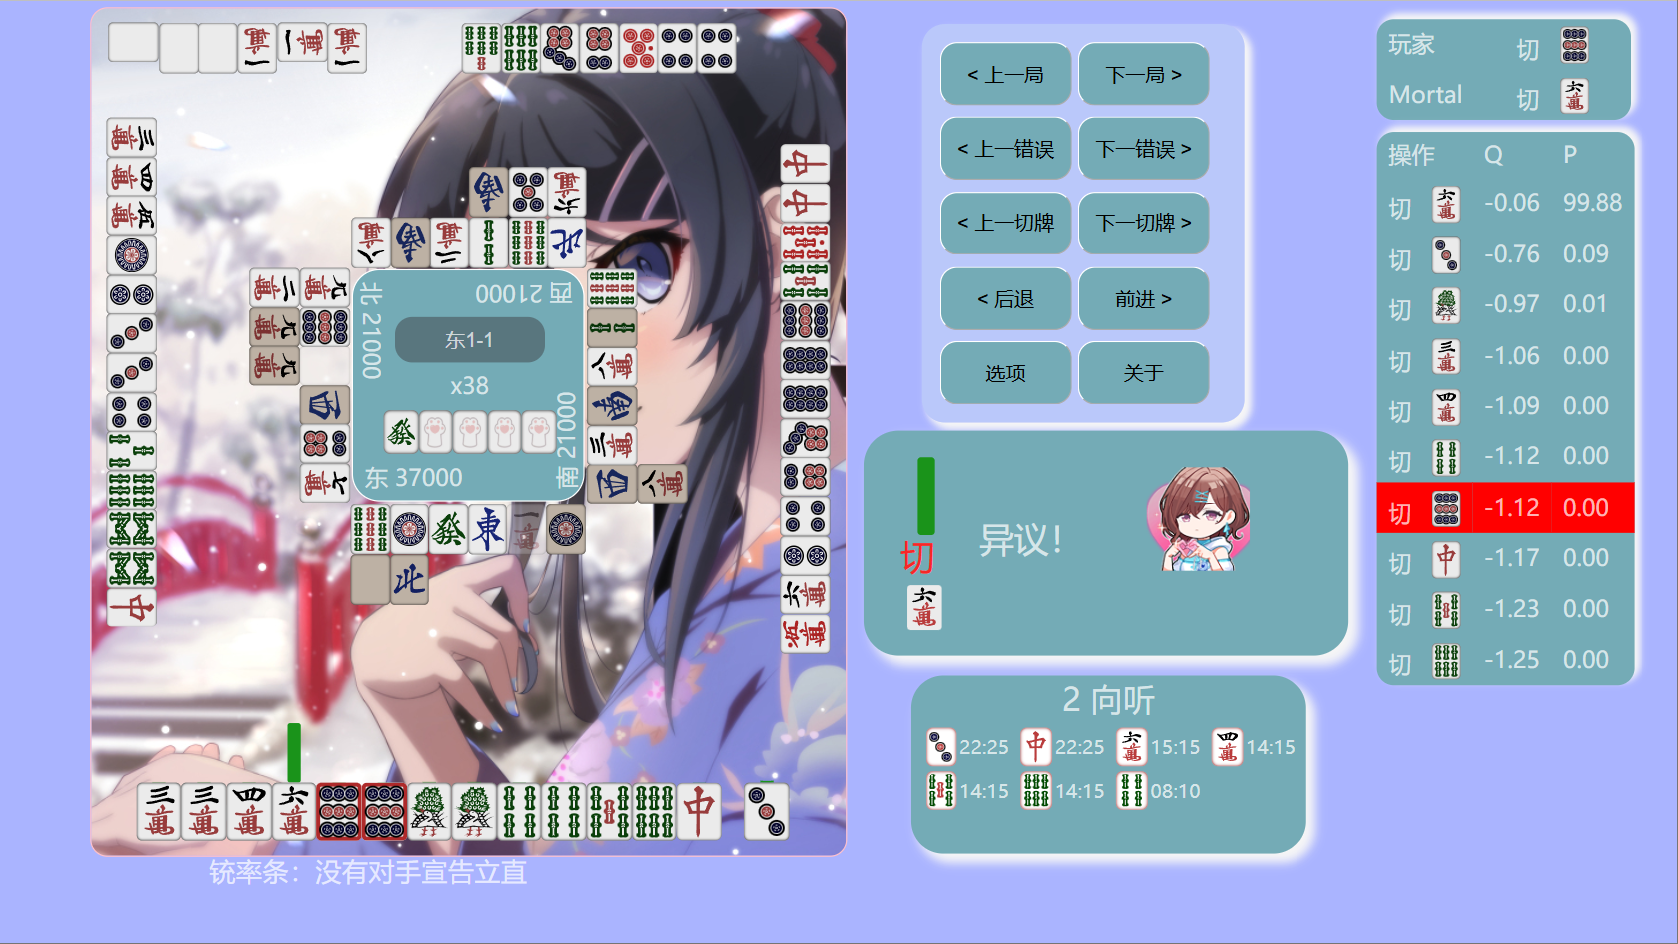 北 21000
西 21000
东1-1
x38
东 37000
南 21000
铳率条：没有对手宣告立直
< 上一局
下一局 >
< 上一错误
下一错误 >
< 上一切牌
下一切牌 >
< 后退
前进 >
选项
关于
切
异议！
2 向听
22:25
22:25
15:15
14:15
14:15
14:15
08:10
玩家 切
Mortal 切
操作 Q P
切 -0.06 99.88
切 -0.76 0.09
切 -0.97 0.01
切 -1.06 0.00
切 -1.09 0.00
切 -1.12 0.00
切 -1.12 0.00
切 -1.17 0.00
切 -1.23 0.00
切 -1.25 0.00